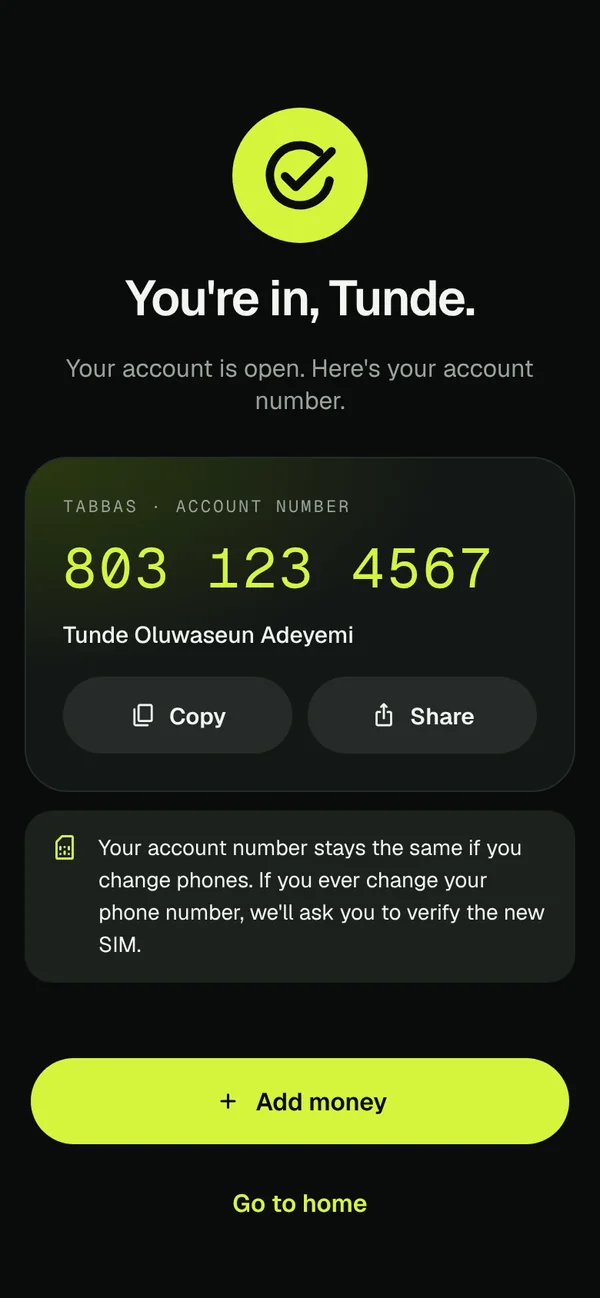 You're in, Tunde.
Your account is open. Here's your account
number.
TABBAS · ACCOUNT NUMBER
803 123 4567
Tunde Oluwaseun Adeyemi
Copy
Share
Your account number stays the same if you
change phones. If you ever change your
phone number, we'll ask you to verify the new
SIM.
+ Add money
Go to home